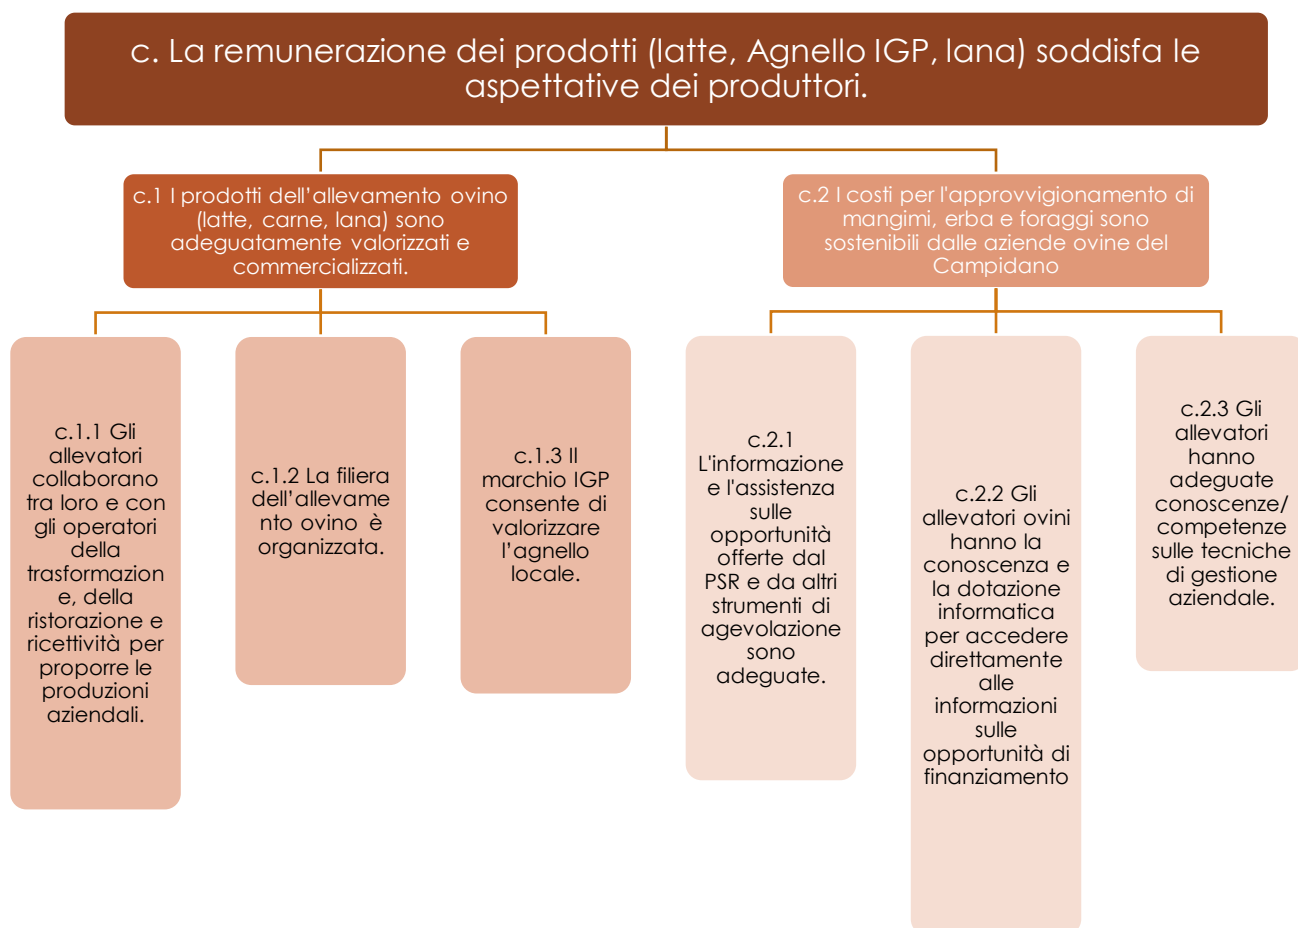 c. La remunerazione dei prodotti (latte, Agnello IGP, lana) soddisfa le
aspettative dei produttori.
c.1 I prodotti dell’allevamento ovino
(latte, carne, lana) sono
adeguatamente valorizzati e
commercializzati.
c.2 I costi per l'approvvigionamento di
mangimi, erba e foraggi sono
sostenibili dalle aziende ovine del
Campidano
c.1.1 Gli
allevatori
collaborano
tra loro e con
gli operatori
della
trasformazion
e, della
ristorazione e
ricettività per
proporre le
produzioni
aziendali.
c.1.2 La filiera
dell’allevame
nto ovino è
organizzata.
c.1.3 Il
marchio IGP
consente di
valorizzare
l’agnello
locale.
c.2.1
L'informazione
e l'assistenza
sulle
opportunità
offerte dal
PSR e da altri
strumenti di
agevolazione
sono
adeguate.
c.2.2 Gli
allevatori ovini
hanno la
conoscenza e
la dotazione
informatica
per accedere
direttamente
alle
informazioni
sulle
opportunità di
finanziamento
c.2.3 Gli
allevatori
hanno
adeguate
conoscenze/
competenze
sulle tecniche
di gestione
aziendale.